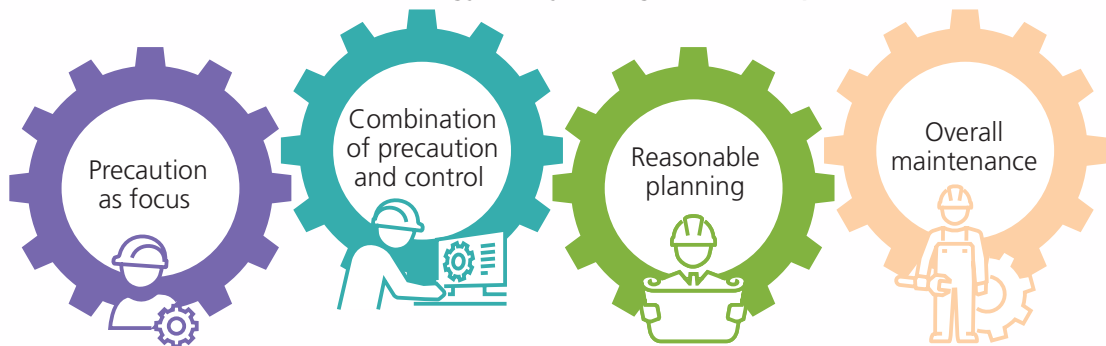 Precaution
as focus
Combination
of precaution
and control
Reasonable
planning
Overall
maintenance